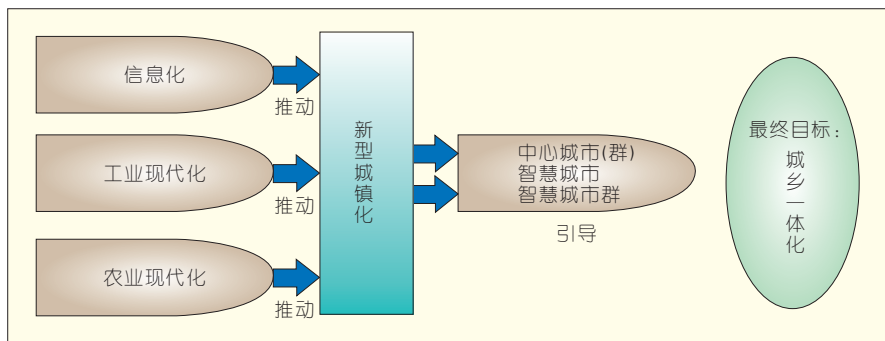 信息化
推动
工业现代化
推动
农业现代化
推动
新型城镇化
中心城市(群)
智慧城市
智慧城市群
引导
最终目标：
城乡一体化